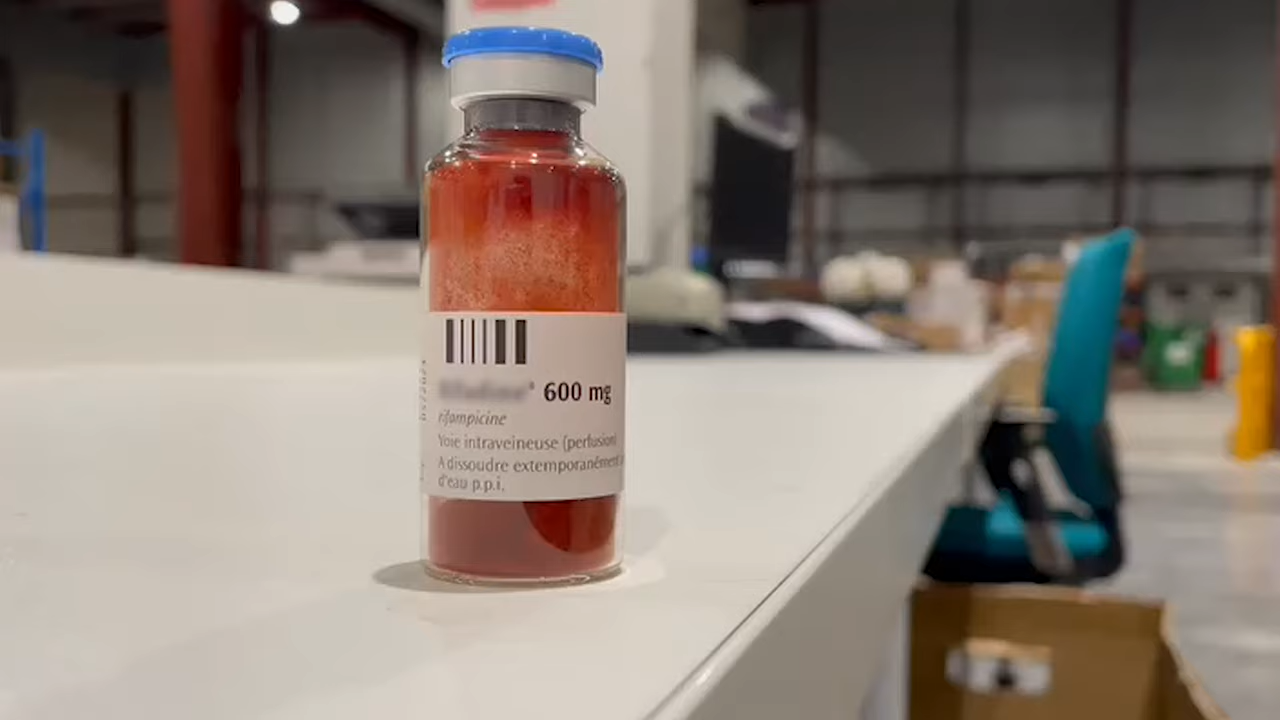 600 mg
rifampicine
Voie intraveineuse (perfusion)
A dissoudre extemporanément
d'eau p.p.i.